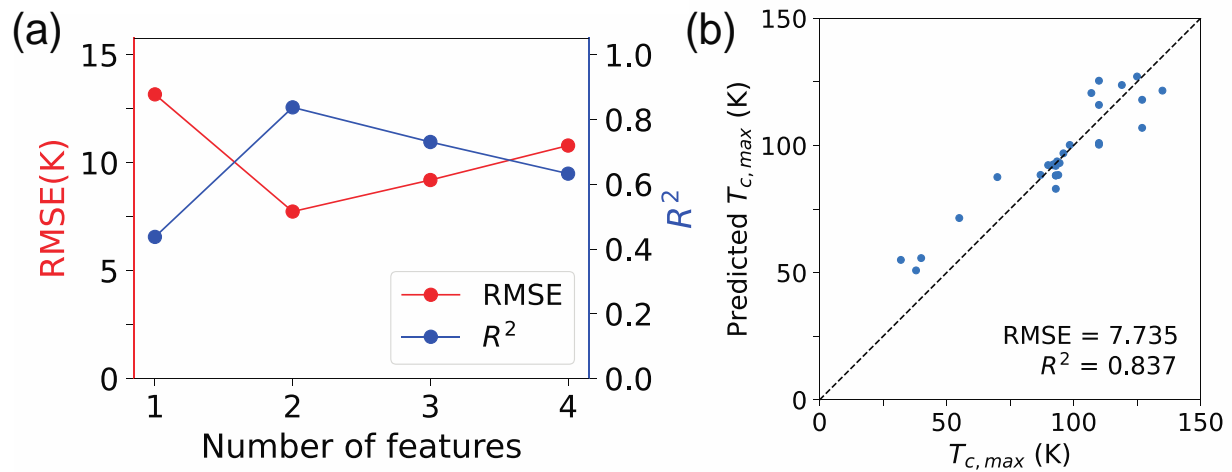 (a)
15
10
5
0
RMSE(K)
1
2
3
4
Number of features
1.0
0.8
0.6
0.4
0.2
0.0
R²
RMSE
R²
(b)
150
100
50
0
Predicted T_{c,max} (K)
0
50
100
150
T_{c,max} (K)
RMSE = 7.735
R² = 0.837